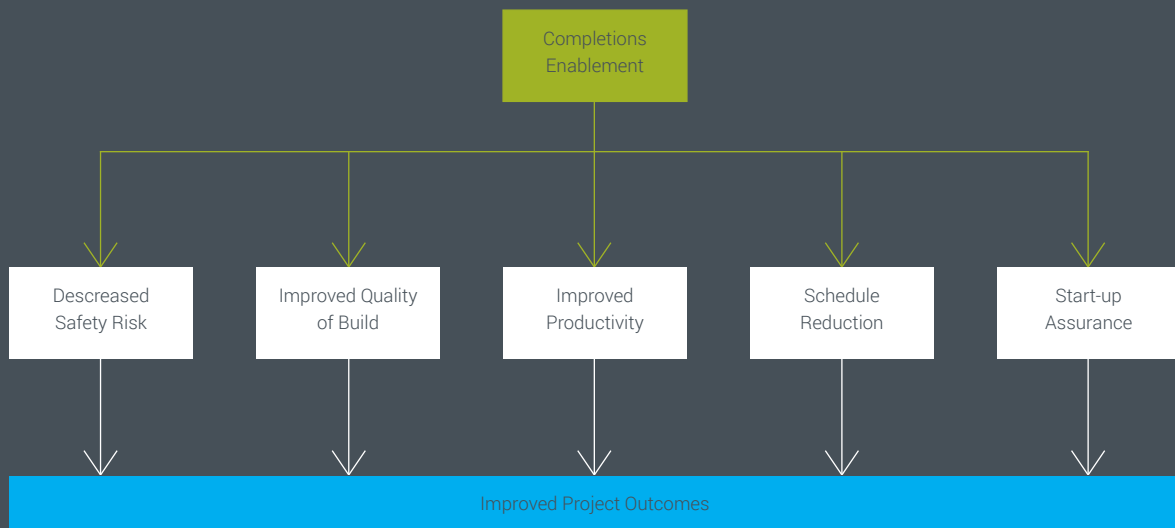 Completions
Enablement
Descreased
Safety Risk
Improved Quality
of Build
Improved
Productivity
Schedule
Reduction
Start-up
Assurance
Improved Project Outcomes